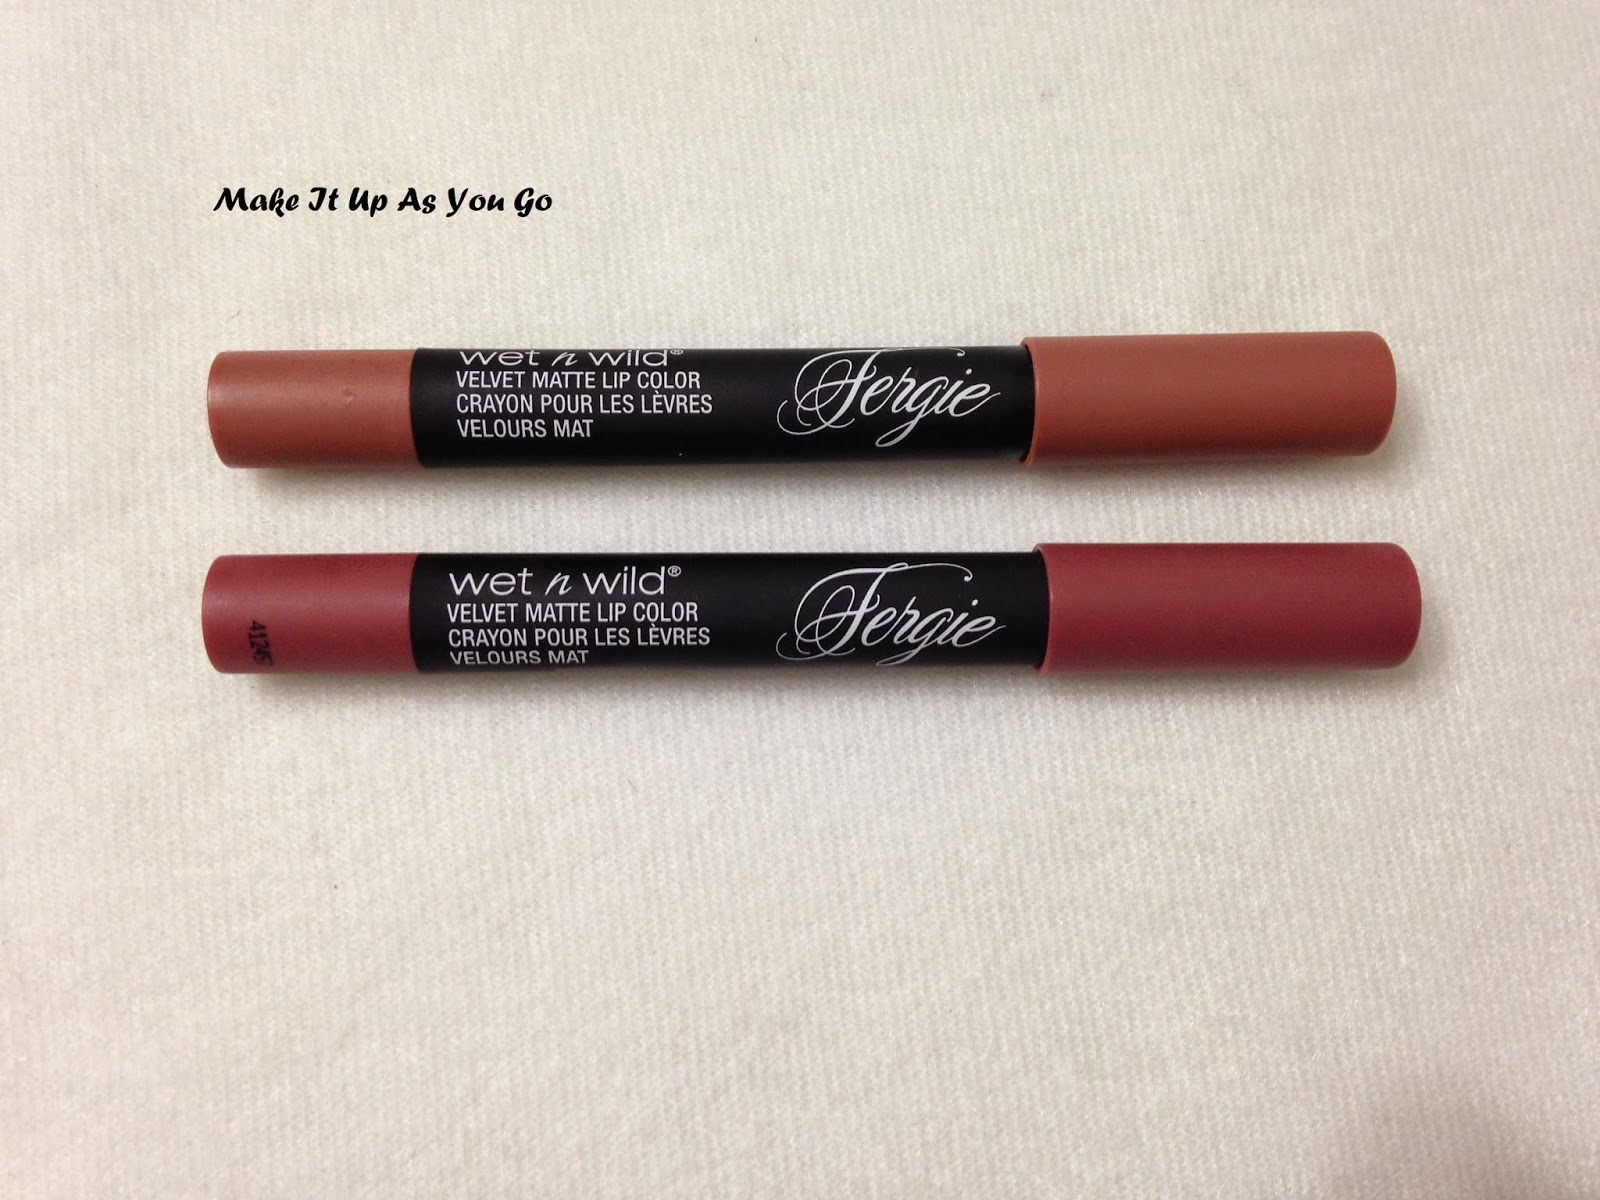 Make It Up As You Go
wet n wild®
VELVET MATTE LIP COLOR
CRAYON POUR LES LÈVRES
VELOURS MAT
Fergie
wet n wild®
VELVET MATTE LIP COLOR
CRAYON POUR LES LÈVRES
VELOURS MAT
Fergie